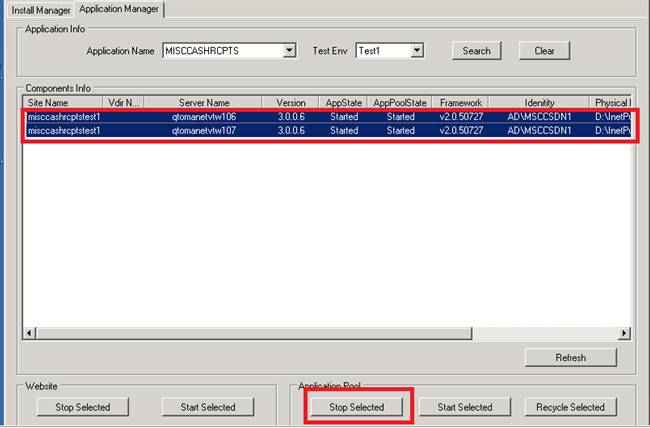 Install Manager Application Manager
Application Info
Application Name MISCCASHRCPTS Test Env Test1 Search Clear
Components Info
Site Name Vdir N... Server Name Version AppState AppPoolState Framework Idenitity Physical
misccashrcptstest1 qtomanetvtw106 3.0.0.6 Started Started v2.0.50727 AD\MSCCSDN1 D:\InetP
misccashrcptstest1 qtomanetvtw107 3.0.0.6 Started Started v2.0.50727 AD\MSCCSDN1 D:\InetP
Refresh
Website Application Pool
Stop Selected Start Selected Stop Selected Start Selected Recycle Selected